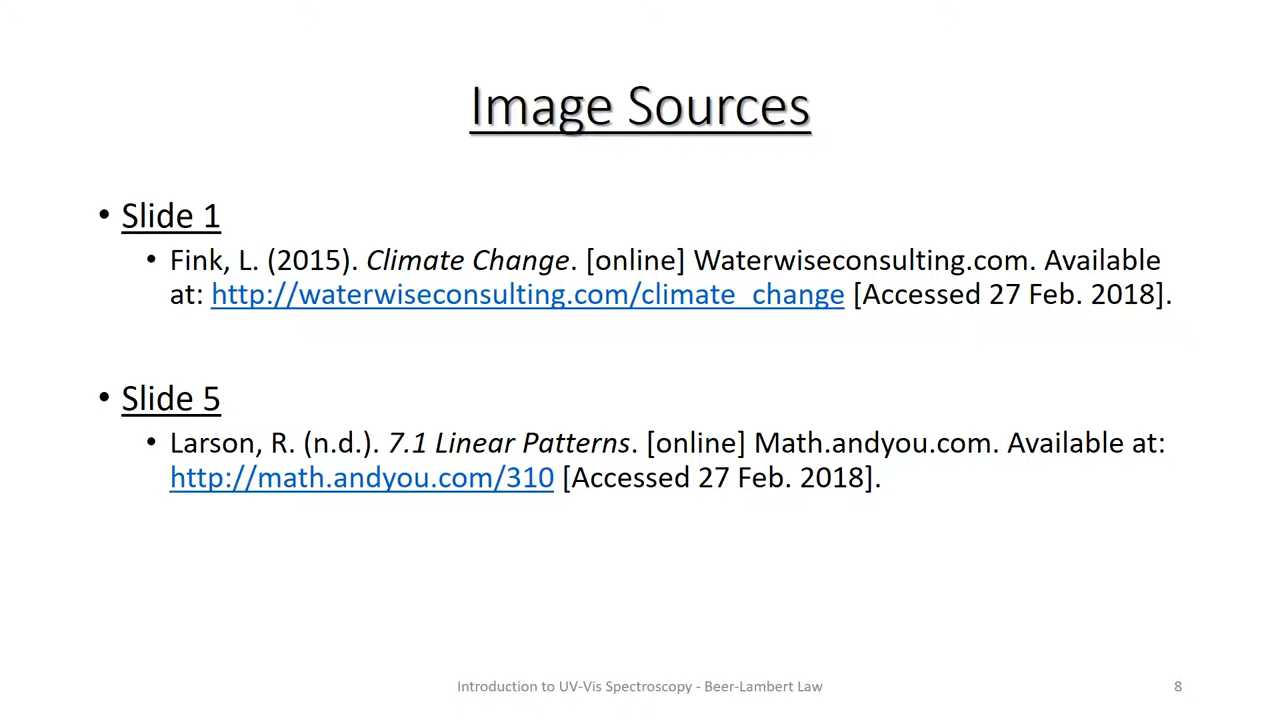 Image Sources
• Slide 1
• Fink, L. (2015). Climate Change. [online] Waterwiseconsulting.com. Available
at: http://waterwiseconsulting.com/climate_change [Accessed 27 Feb. 2018].
• Slide 5
• Larson, R. (n.d.). 7.1 Linear Patterns. [online] Math.andyou.com. Available at:
http://math.andyou.com/310 [Accessed 27 Feb. 2018].
Introduction to UV-Vis Spectroscopy - Beer-Lambert Law
8